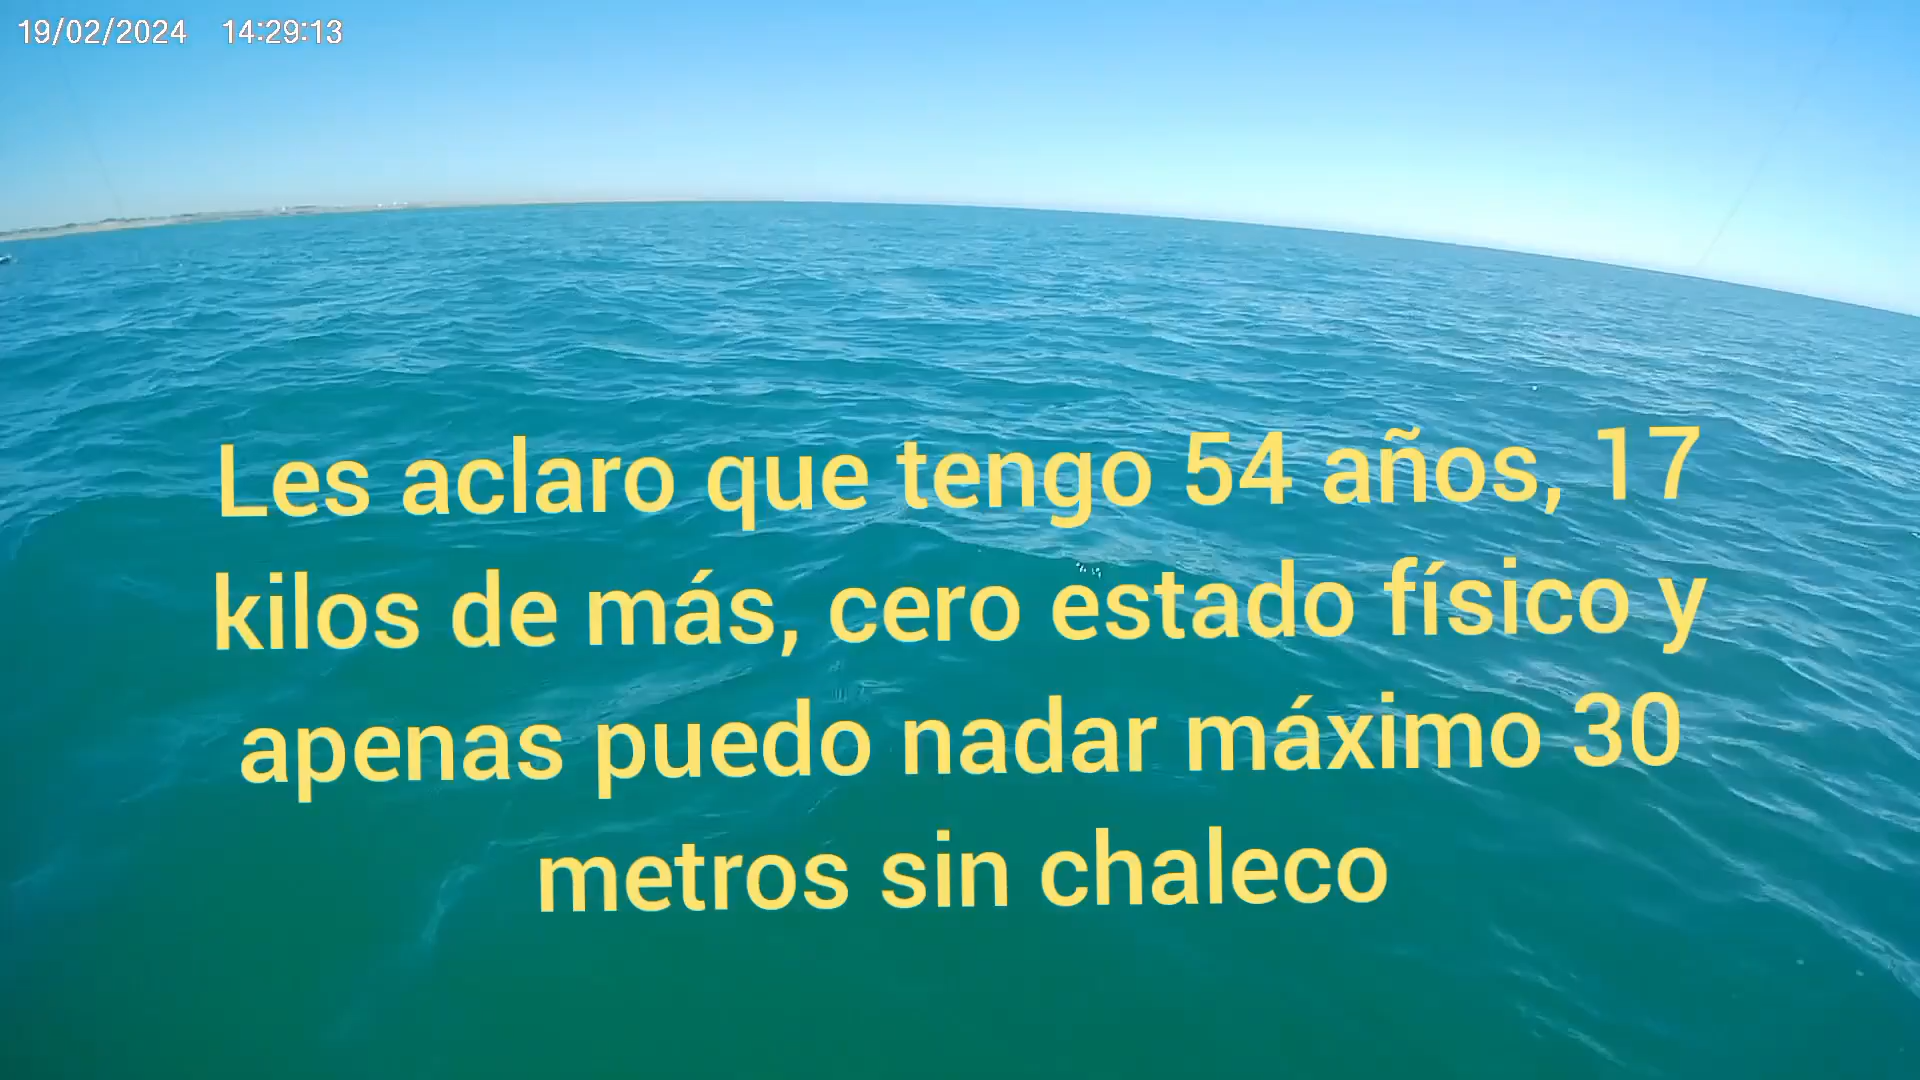 19/02/2024 14:29:13
Les aclaro que tengo 54 años, 17
kilos de más, cero estado físico y
apenas puedo nadar máximo 30
metros sin chaleco